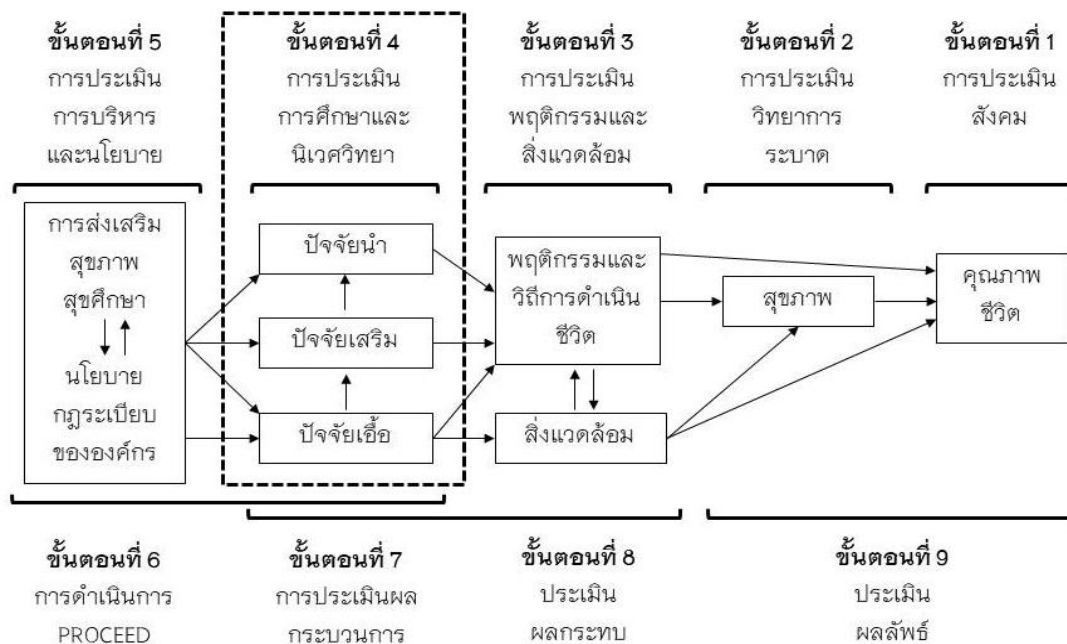 ขั้นตอนที่ 5
การประเมิน
การบริหาร
และนโยบาย
ขั้นตอนที่ 4
การประเมิน
การศึกษาและ
นิเวศวิทยา
ขั้นตอนที่ 3
การประเมิน
พฤติกรรมและ
สิ่งแวดล้อม
ขั้นตอนที่ 2
การประเมิน
วิทยาการ
ระบาด
ขั้นตอนที่ 1
การประเมิน
สังคม
การส่งเสริม
สุขภาพ
สุขศึกษา
นโยบาย
กฎระเบียบ
ขององค์กร
ปัจจัยนำ
ปัจจัยเสริม
ปัจจัยเอื้อ
พฤติกรรมและ
วิถีการดำเนิน
ชีวิต
สิ่งแวดล้อม
สุขภาพ
คุณภาพ
ชีวิต
ขั้นตอนที่ 6
การดำเนินการ
PROCEED
ขั้นตอนที่ 7
การประเมินผล
กระบวนการ
ขั้นตอนที่ 8
ประเมิน
ผลกระทบ
ขั้นตอนที่ 9
ประเมิน
ผลลัพธ์